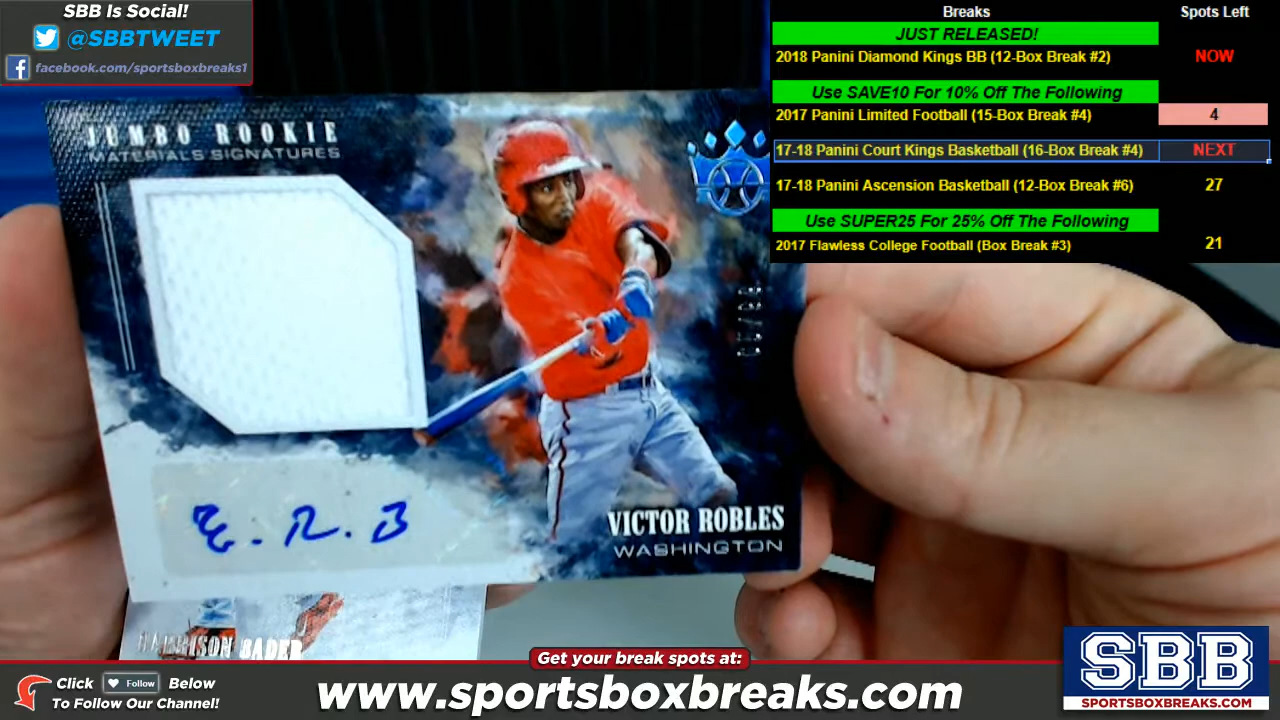 SBB Is Social!
@SBBTWEET
facebook.com/sportsboxbreaks1
Breaks Spots Left
JUST RELEASED!
2018 Panini Diamond Kings BB (12-Box Break #2) NOW
Use SAVE10 For 10% Off The Following
2017 Panini Limited Football (15-Box Break #4) 4
17-18 Panini Court Kings Basketball (16-Box Break #4) NEXT
17-18 Panini Ascension Basketball (12-Box Break #6) 27
Use SUPER25 For 25% Off The Following
2017 Flawless College Football (Box Break #3) 21
JUMBO ROOKIE
MATERIALS SIGNATURES
VICTOR ROBLES
WASHINGTON
HARRISON BADER
Get your break spots at:
Click Follow Below
To Follow Our Channel!
www.sportsboxbreaks.com
SBB
SPORTSBOXBREAKS.COM